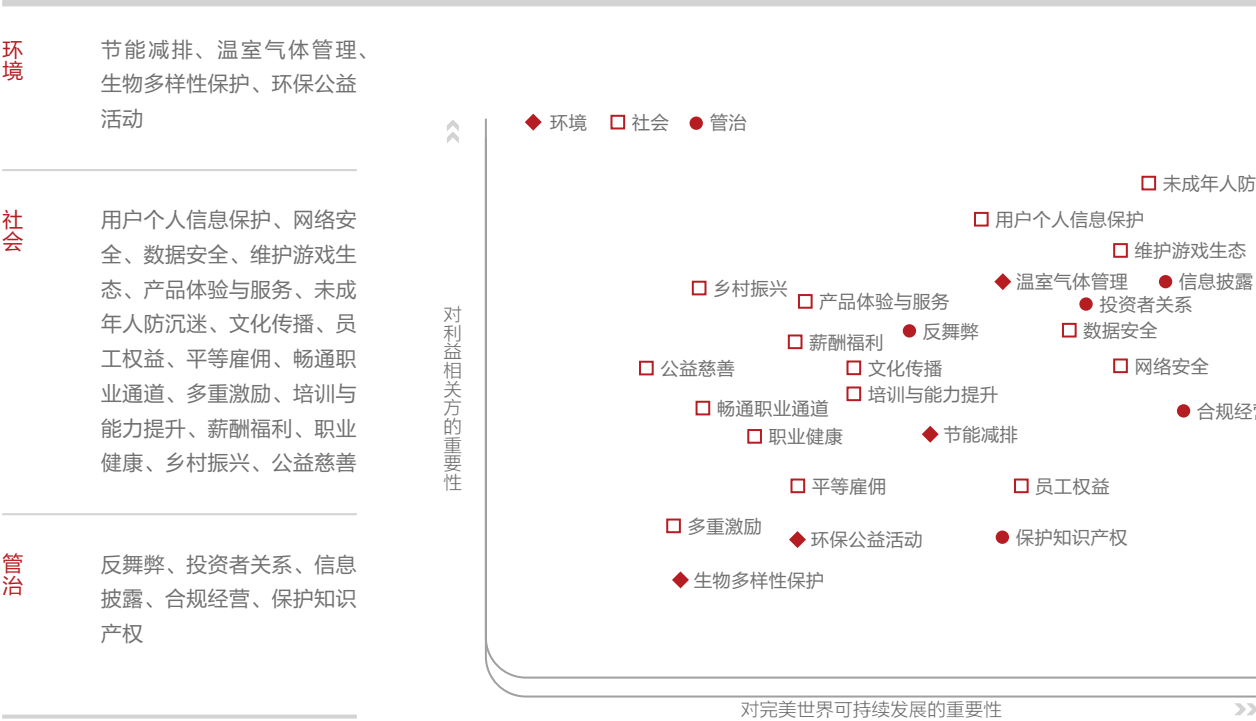 环境
节能减排、温室气体管理、
生物多样性保护、环保公益
活动
社会
用户个人信息保护、网络安
全、数据安全、维护游戏生
态、产品体验与服务、未成
年人防沉迷、文化传播、员
工权益、平等雇佣、畅通职
业通道、多重激励、培训与
能力提升、薪酬福利、职业
健康、乡村振兴、公益慈善
管治
反舞弊、投资者关系、信息
披露、合规经营、保护知识
产权
对利益相关方的重要性
环境 社会 管治
未成年人防
用户个人信息保护
维护游戏生态
温室气体管理 信息披露
乡村振兴
产品体验与服务
投资者关系
反舞弊
数据安全
薪酬福利
网络安全
公益慈善
文化传播
培训与能力提升
畅通职业通道
合规经
节能减排
职业健康
平等雇佣
员工权益
多重激励
环保公益活动
保护知识产权
生物多样性保护
对完美世界可持续发展的重要性